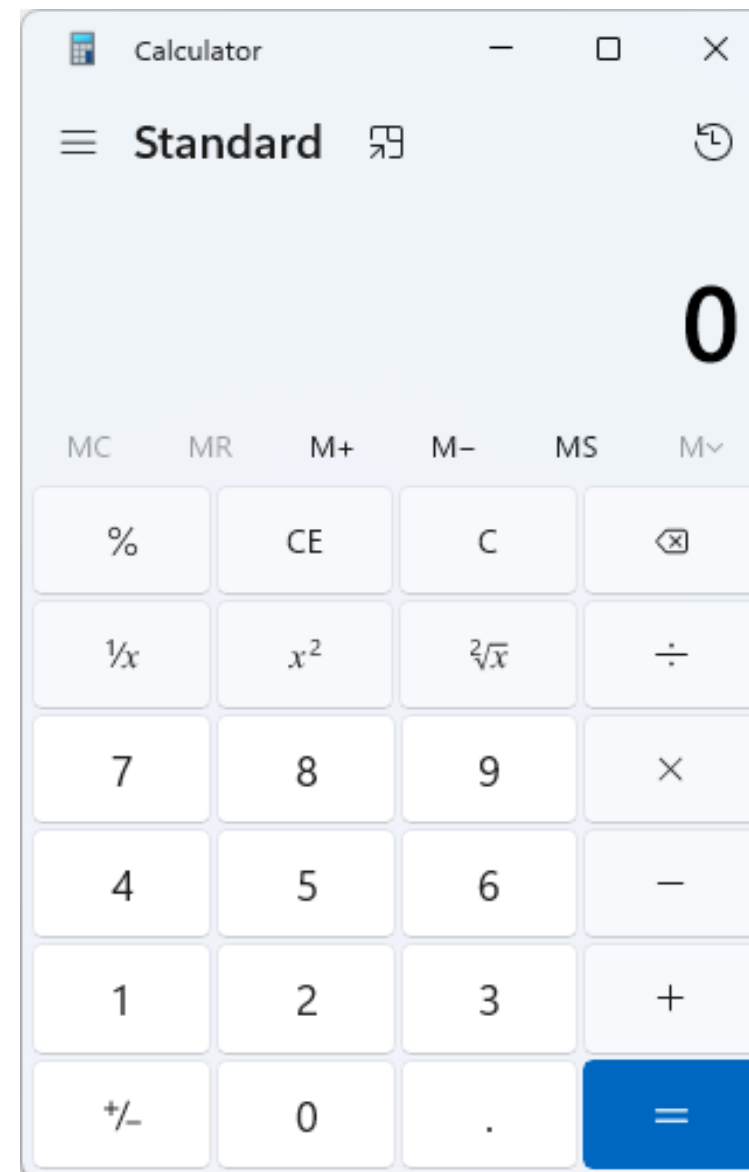 Calculator
Standard
0
MC MR M+ M− MS M
% CE C
1/x x² ²√x ÷
7 8 9 ×
4 5 6 −
1 2 3 +
+/− 0 . =